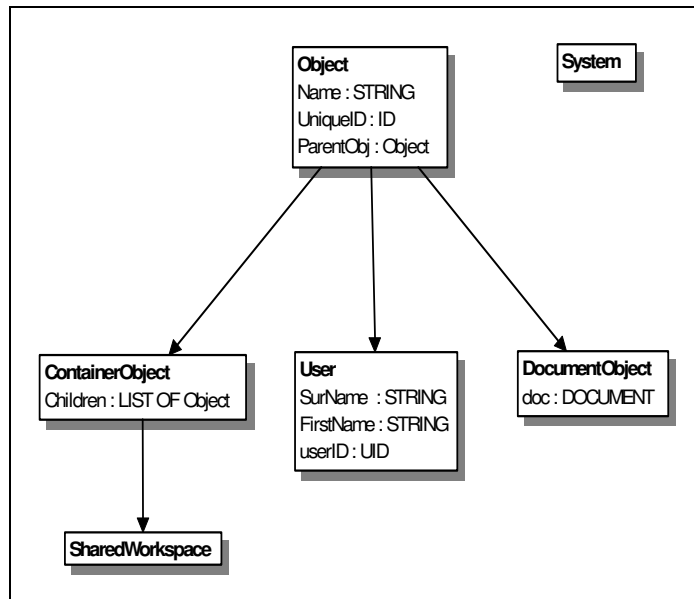 Object
Name : STRING
UniqueID : ID
ParentObj : Object
System
ContainerObject
Children : LIST OF Object
User
SurName : STRING
FirstName : STRING
userID : UID
DocumentObject
doc : DOCUMENT
SharedWorkspace